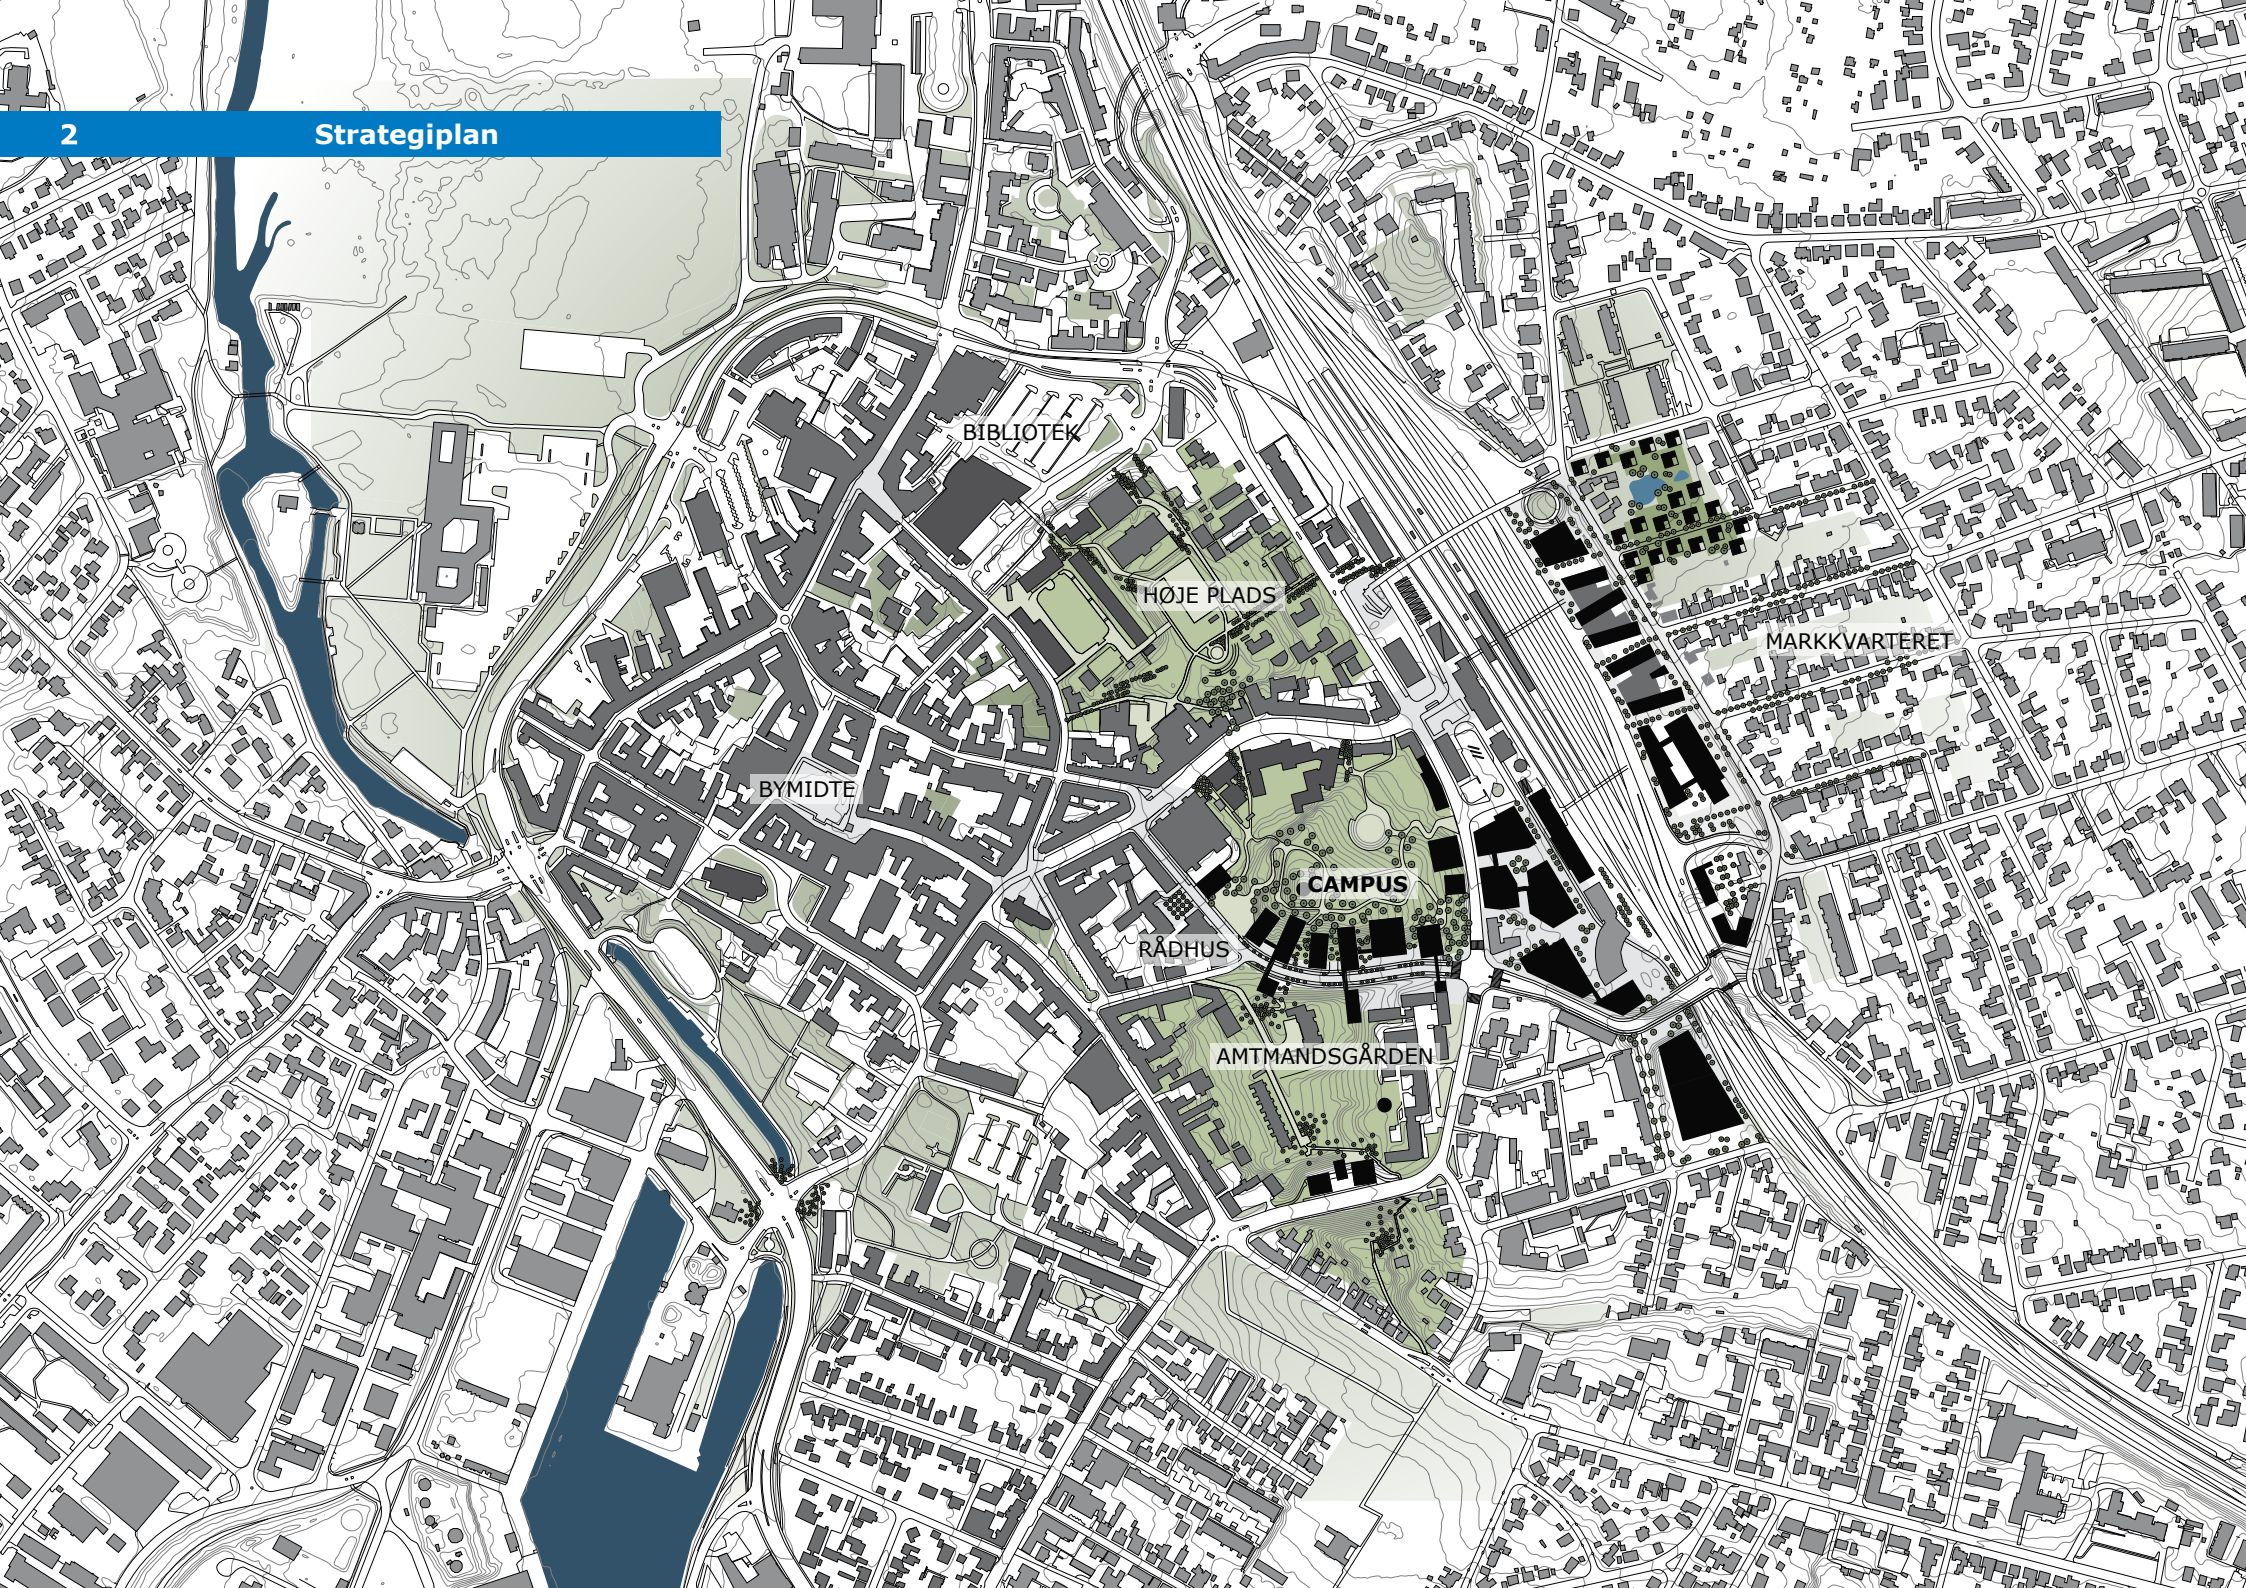 2 Strategiplan
BIBLIOTEK
HØJE PLADS
MARKKVARTERET
BYMIDTE
CAMPUS
RÅDHUS
AMTMANDSGÅRDEN